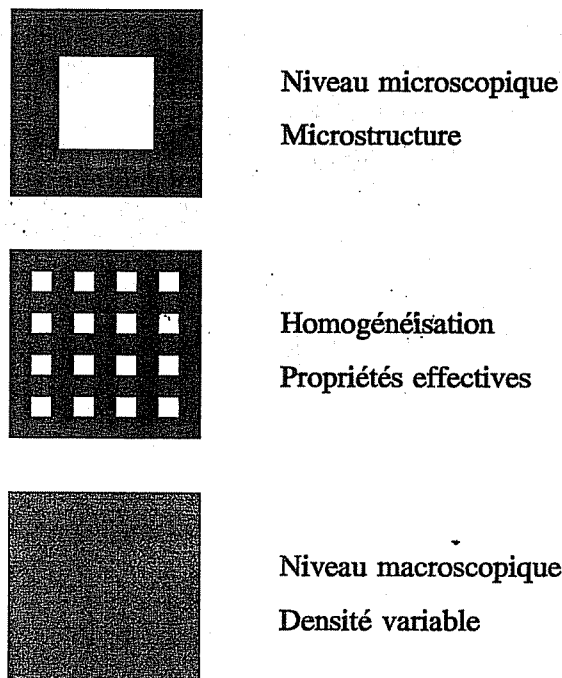 Niveau microscopique
Microstructure
Homogénéisation
Propriétés effectives
Niveau macroscopique
Densité variable